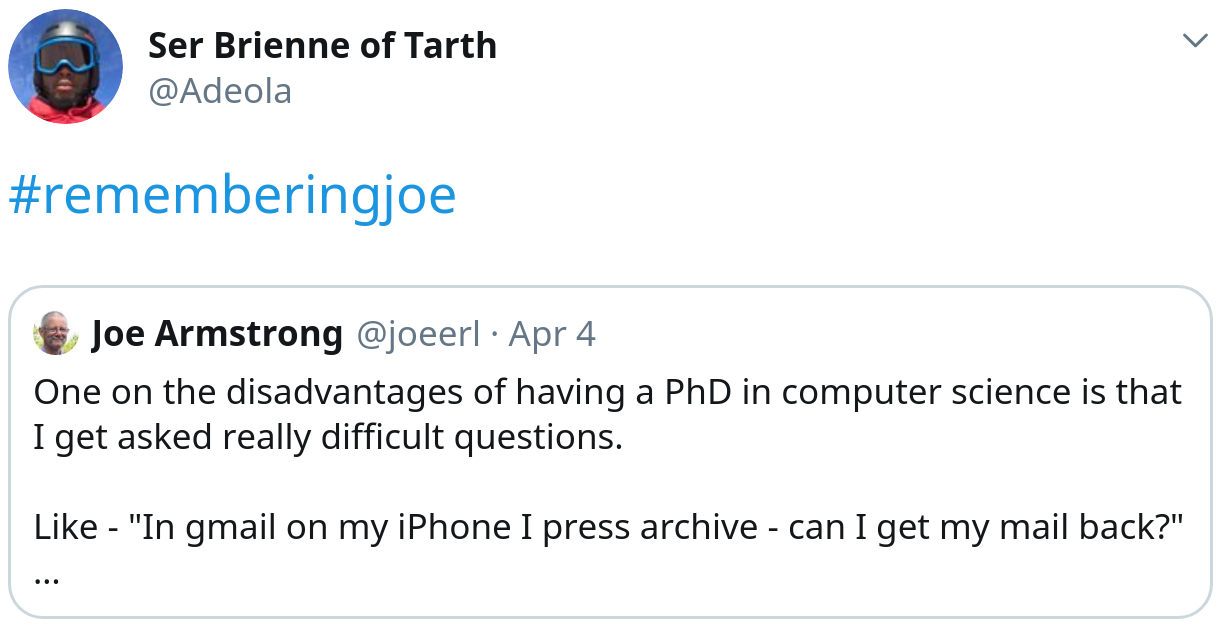 Ser Brienne of Tarth
@Adeola
#rememberingjoe
Joe Armstrong @joeerl · Apr 4
One on the disadvantages of having a PhD in computer science is that
I get asked really difficult questions.
Like - "In gmail on my iPhone I press archive - can I get my mail back?"
...